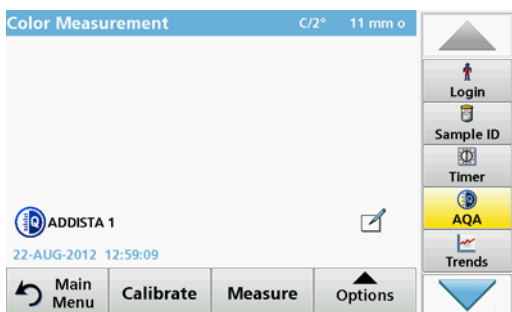 Color Measurement C/2° 11 mm o
Login
Sample ID
Timer
AQA
Trends
ADDISTA 1
22-AUG-2012 12:59:09
Main Menu
Calibrate
Measure
Options